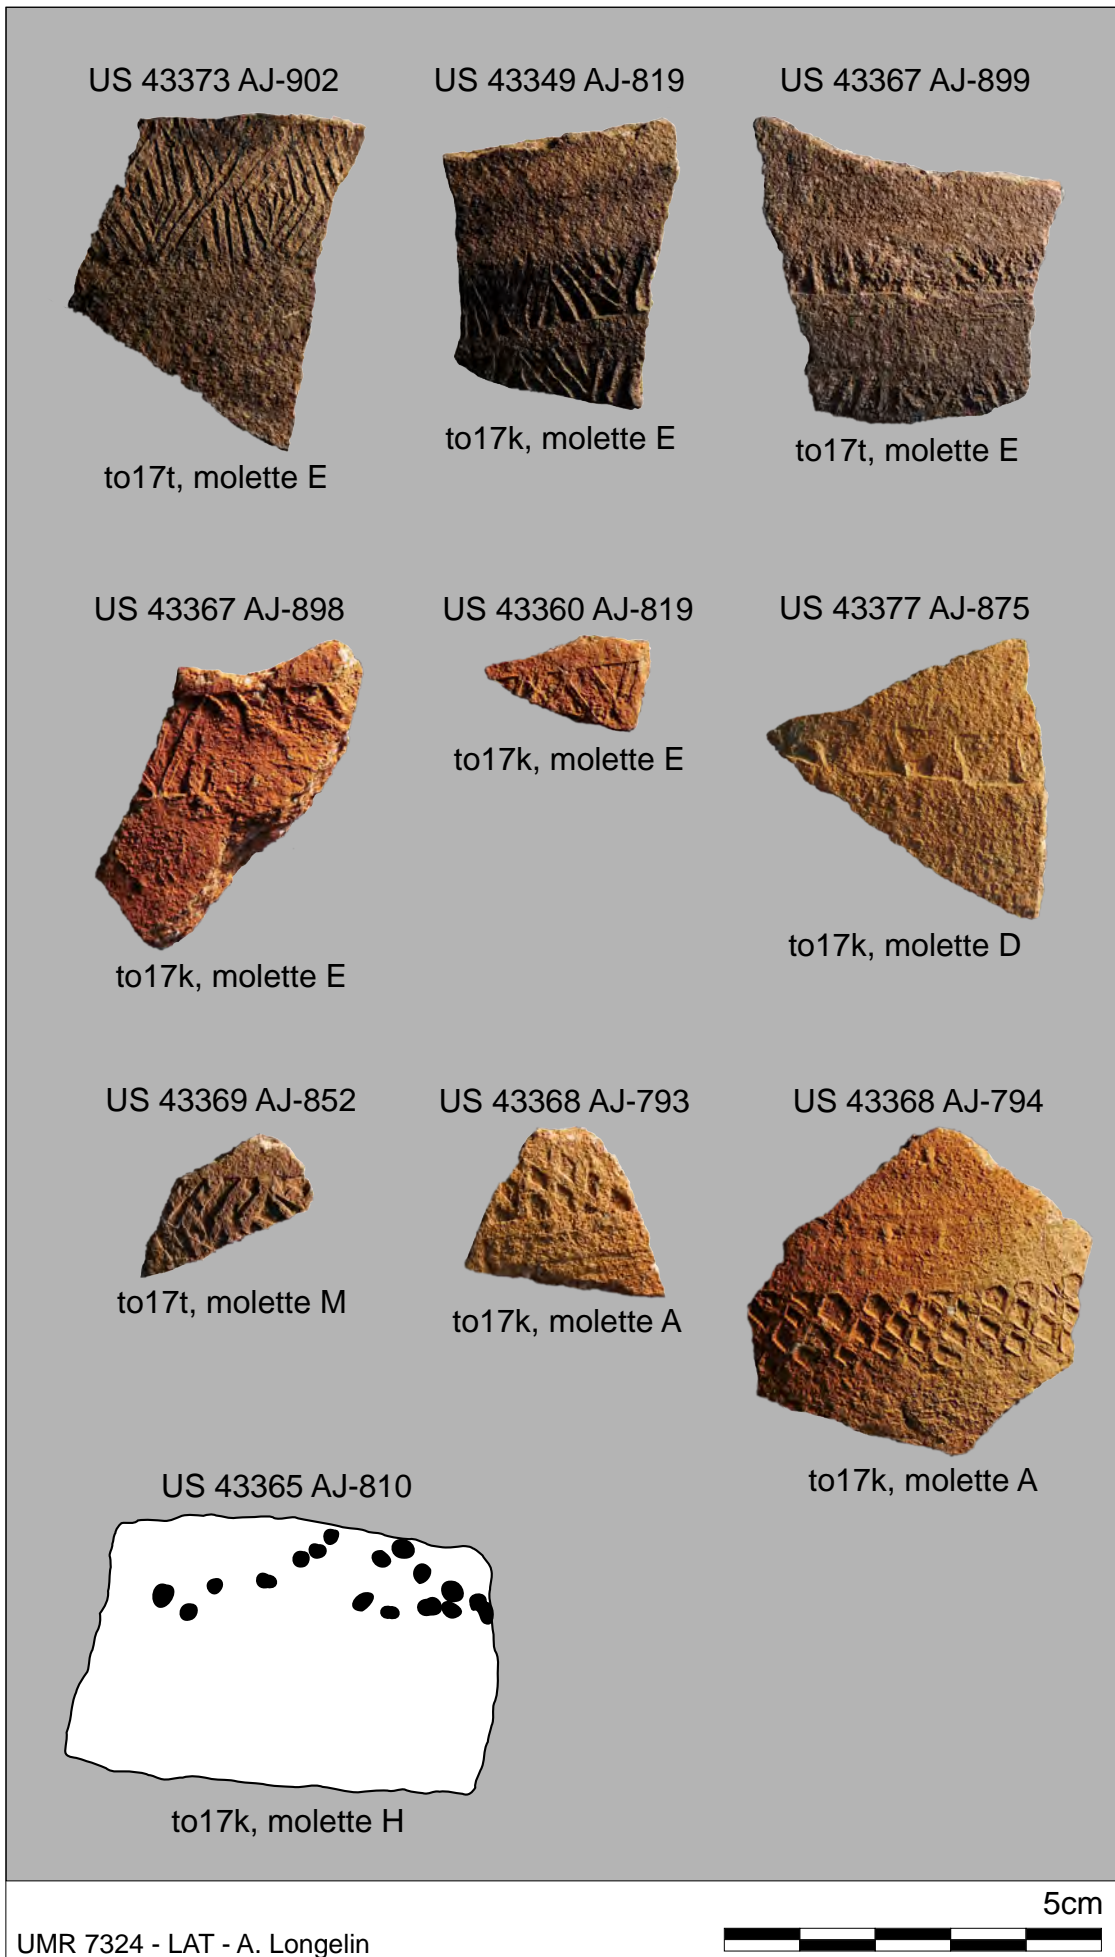 US 43373 AJ-902
US 43349 AJ-819
US 43367 AJ-899
to17t, molette E
to17k, molette E
to17t, molette E
US 43367 AJ-898
US 43360 AJ-819
US 43377 AJ-875
to17k, molette E
to17k, molette E
to17k, molette D
US 43369 AJ-852
US 43368 AJ-793
US 43368 AJ-794
to17t, molette M
to17k, molette A
to17k, molette A
US 43365 AJ-810
to17k, molette H
5cm
UMR 7324 - LAT - A. Longelin